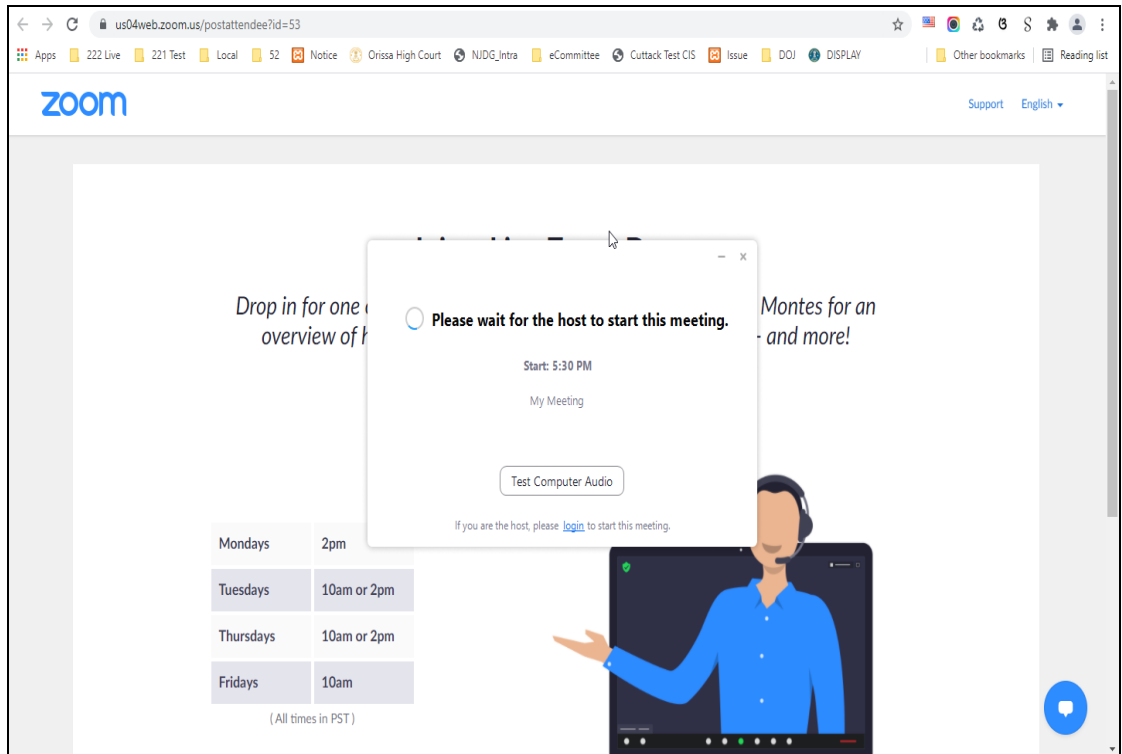 us04web.zoom.us/postattendee?id=53
Apps 222 Live 221 Test Local 52 Notice Orissa High Court NJDG_Intra eCommittee Cuttack Test CIS Issue DOJ DISPLAY Other bookmarks Reading list
zoom
Support English
Drop in for one Montes for an
overview of and more!
Please wait for the host to start this meeting.
Start: 5:30 PM
My Meeting
Test Computer Audio
If you are the host, please login to start this meeting.
Mondays 2pm
Tuesdays 10am or 2pm
Thursdays 10am or 2pm
Fridays 10am
( All times in PST )